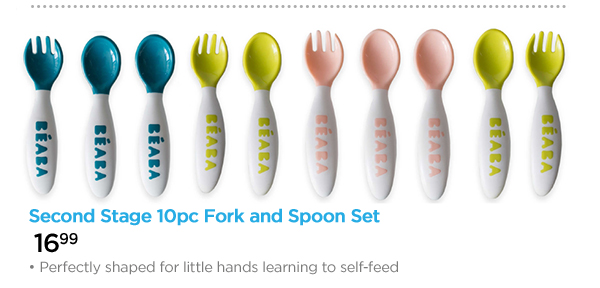 BÉABA BÉABA BÉABA BÉABA BÉABA BÉABA BÉABA BÉABA BÉABA BÉABA
Second Stage 10pc Fork and Spoon Set
16⁹⁹
• Perfectly shaped for little hands learning to self-feed